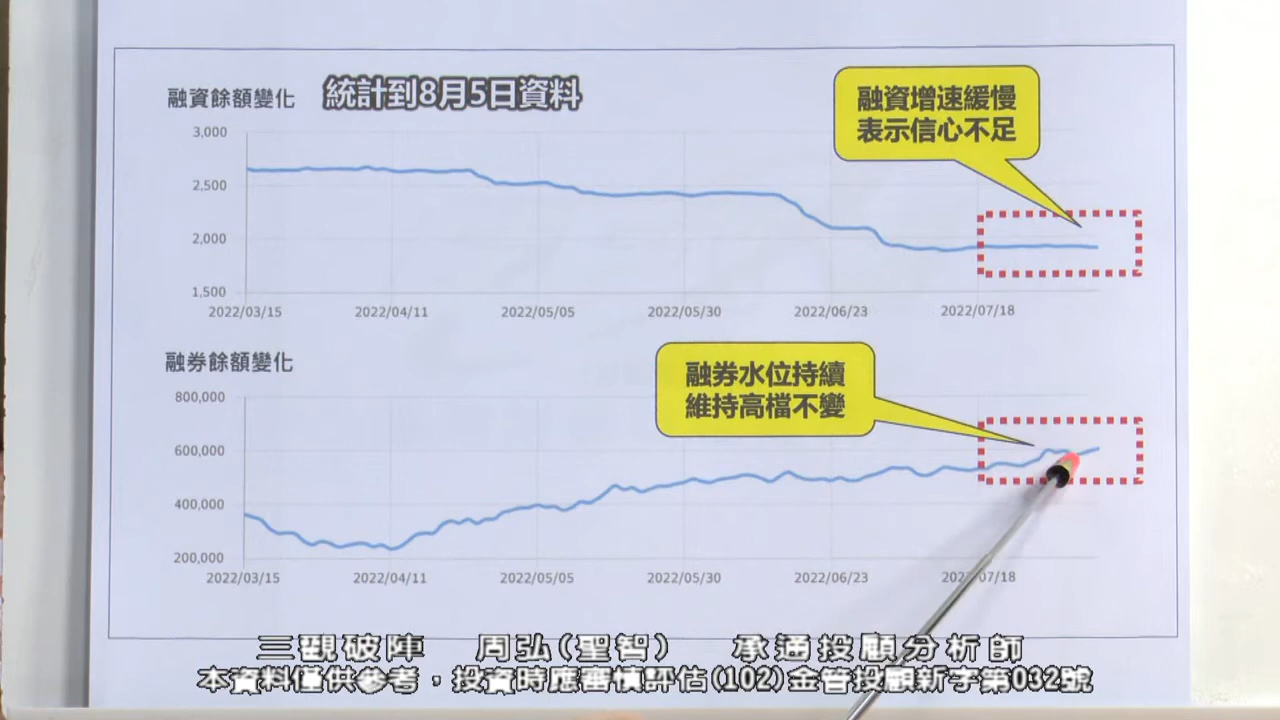 融資餘額變化 統計到8月5日資料
融資增速緩慢
表示信心不足
3,000
2,500
2,000
1,500
2022/03/15 2022/04/11 2022/05/05 2022/05/30 2022/06/23 2022/07/18
融券餘額變化
融券水位持續
維持高檔不變
800,000
600,000
400,000
200,000
2022/03/15 2022/04/11 2022/05/05 2022/05/30 2022/06/23 2022/07/18
三觀破陣 周弘(聖智) 承通投顧分析師
本資料僅供參考，投資時應審慎評估(102)金管投顧新字第032號